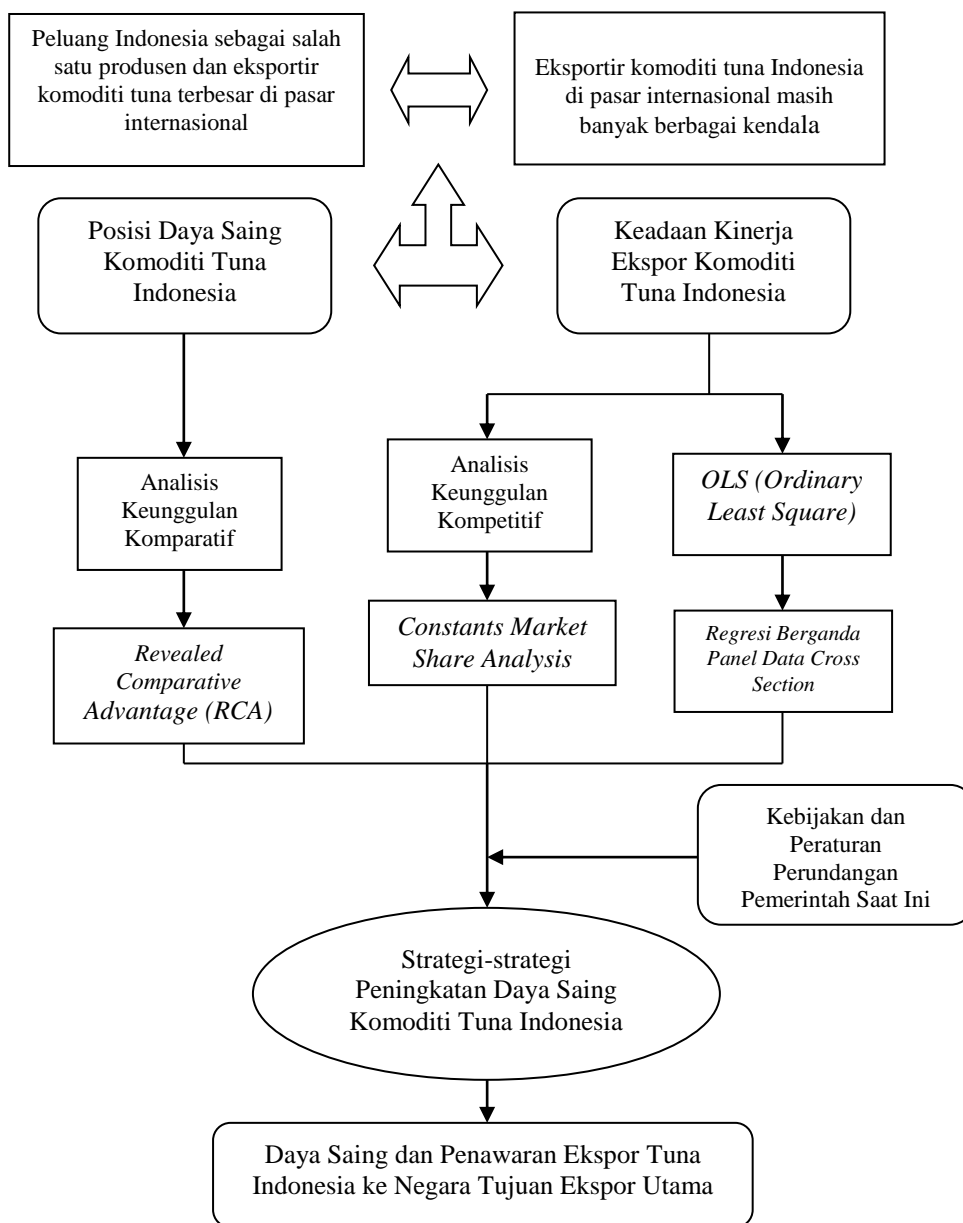 Peluang Indonesia sebagai salah
satu produsen dan eksportir
komoditi tuna terbesar di pasar
internasional
Eksportir komoditi tuna Indonesia
di pasar internasional masih
banyak berbagai kendala
Posisi Daya Saing
Komoditi Tuna
Indonesia
Keadaan Kinerja
Ekspor Komoditi
Tuna Indonesia
Analisis
Keunggulan
Komparatif
Analisis
Keunggulan
Kompetitif
OLS (Ordinary
Least Square)
Revealed
Comparative
Advantage (RCA)
Constants Market
Share Analysis
Regresi Berganda
Panel Data Cross
Section
Kebijakan dan
Peraturan
Perundangan
Pemerintah Saat Ini
Strategi-strategi
Peningkatan Daya Saing
Komoditi Tuna Indonesia
Daya Saing dan Penawaran Ekspor Tuna
Indonesia ke Negara Tujuan Ekspor Utama